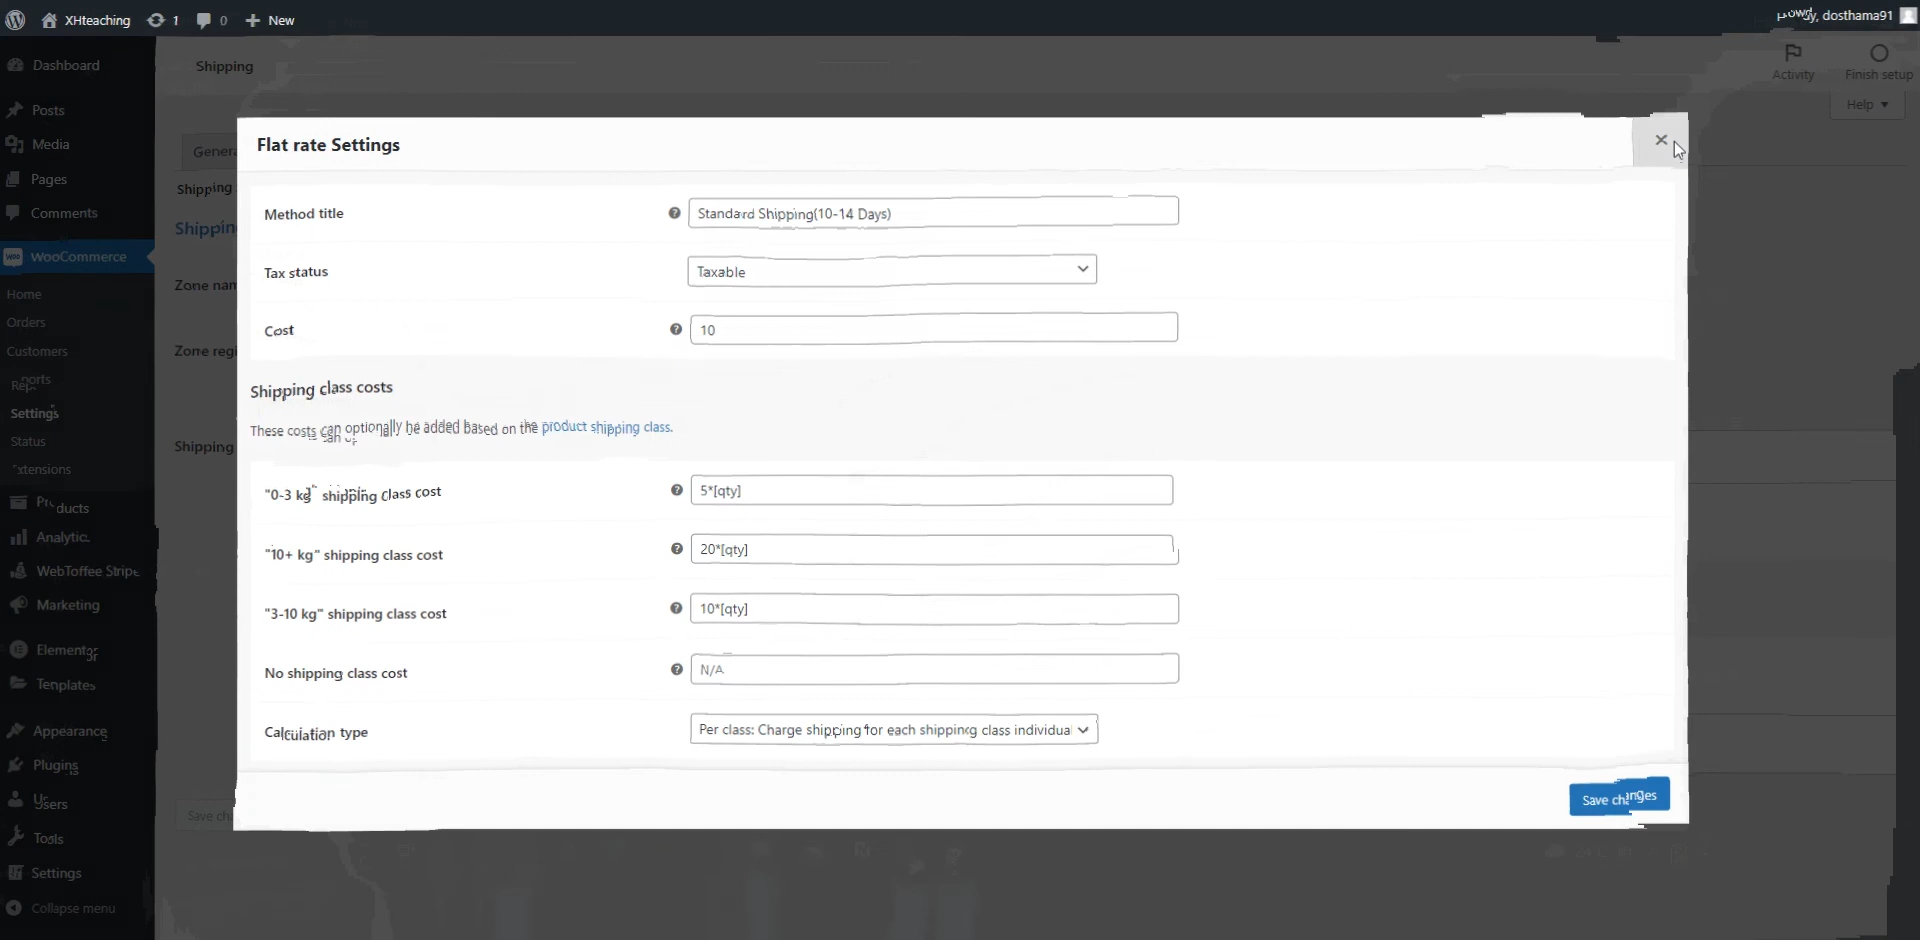 XHteaching 1 0 New
dosthama91
Dashboard
Posts
Media
Pages
Comments
WooCommerce
Home
Orders
Customers
Settings
Status
WebToffee
Marketing
Templates
Appearance
Plugins
Tools
Settings
Collapse menu
Shipping
Activity
Finish setup
Help
Shipping
Flat rate Settings
Method title Standard Shipping(10-14 Days)
Tax status Taxable
Cost 10
Shipping class costs
These costs can optionally be added based on the product shipping class.
"0-3 kg" shipping class cost 5*[qty]
"10+ kg" shipping class cost 20*[qty]
"3-10 kg" shipping class cost 10*[qty]
No shipping class cost N/A
Calculation type Per class: Charge shipping for each shipping class individual
Save changes